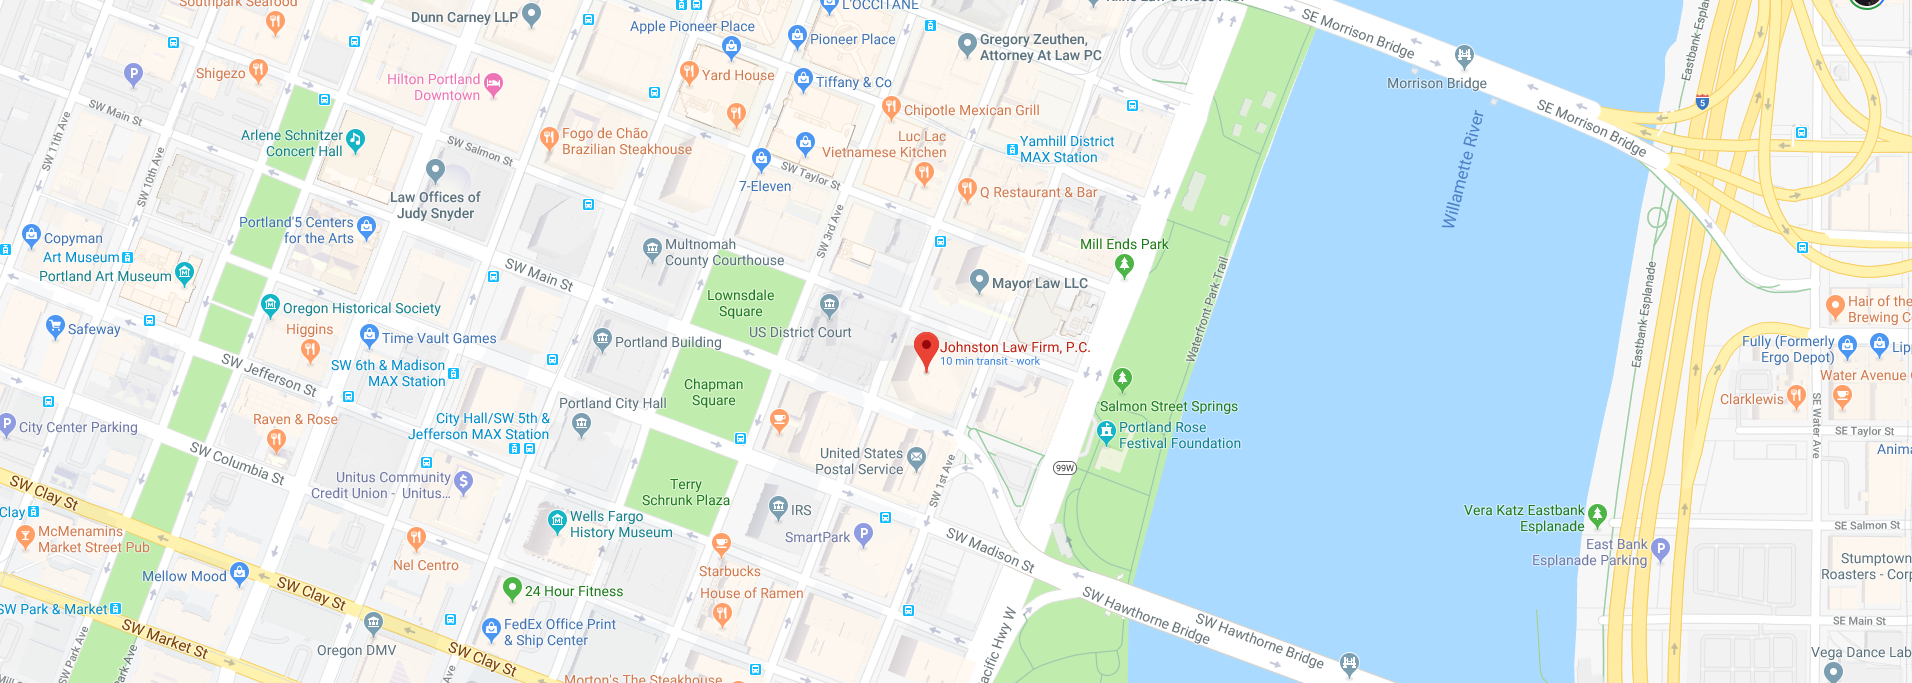 Southpark Seafood
Dunn Carney LLP
L'OCCITANE
Apple Pioneer Place
Pioneer Place
Gregory Zeuthen,
Attorney At Law PC
SE Morrison Bridge
Morrison Bridge
SE Morrison Bridge
5
Shigezo
Hilton Portland
Downtown
Yard House
Tiffany & Co
Chipotle Mexican Grill
SW Main St
SW 11th Ave
SW 10th Ave
Arlene Schnitzer
Concert Hall
SW Salmon St
Fogo de Chão
Brazilian Steakhouse
Luc Lac
Vietnamese Kitchen
Yamhill District
MAX Station
Willamette River
7-Eleven
SW Taylor St
Q Restaurant & Bar
Law Offices of
Judy Snyder
Portland'5 Centers
for the Arts
Copyman
Art Museum
Portland Art Museum
Multnomah
County Courthouse
SW 3rd Ave
Mill Ends Park
Waterfront Park Trail
SW Main St
Mayor Law LLC
Lownsdale
Square
US District Court
Oregon Historical Society
Higgins
Time Vault Games
Safeway
Portland Building
Johnston Law Firm, P.C.
10 min transit - work
SW Jefferson St
SW 6th & Madison
MAX Station
Chapman
Square
Portland City Hall
Salmon Street Springs
Portland Rose
Festival Foundation
City Center Parking
Raven & Rose
City Hall/SW 5th &
Jefferson MAX Station
SW Columbia St
United States
Postal Service
SW 1st Ave
99W
Unitus Community
Credit Union - Unitus...
Terry
Schrunk Plaza
IRS
SmartPark
SW Clay St
Clay
McMenamins
Market Street Pub
Wells Fargo
History Museum
Nel Centro
Starbucks
House of Ramen
SW Madison St
SW Hawthorne Bridge
SW Hawthorne Bridge
Mellow Mood
SW Clay St
24 Hour Fitness
SW Park & Market
FedEx Office Print
& Ship Center
SW Market St
Oregon DMV
SW Clay St
SW Park Ave
Park Ave
Morton's The Steakhouse
acific Hwy W
Eastbank Esplanade
Eastbank Esplanade
Hair of the
Brewing C
Fully (Formerly
Ergo Depot)
Lipp
Water Avenue
Clarklewis
SE Water Ave
SE Taylor St
Anima
Vera Katz Eastbank
Esplanade
SE Salmon St
East Bank
Esplanade Parking
Stumptown
Roasters - Corp
SE Main St
Vega Dance Lab